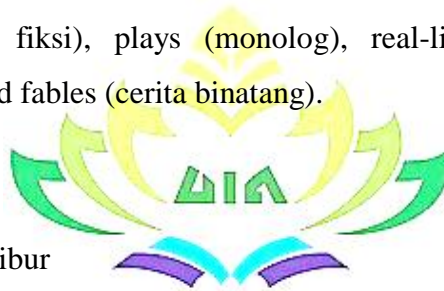 fiksi), plays (monolog), real-li
d fables (cerita binatang).
UIN
ibur